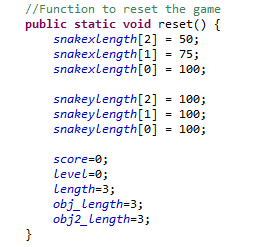 //Function to reset the game
public static void reset() {
snakexlength[2] = 50;
snakexlength[1] = 75;
snakexlength[0] = 100;
snakeylength[2] = 100;
snakeylength[1] = 100;
snakeylength[0] = 100;
score=0;
level=0;
length=3;
obj_length=3;
obj2_length=3;
}